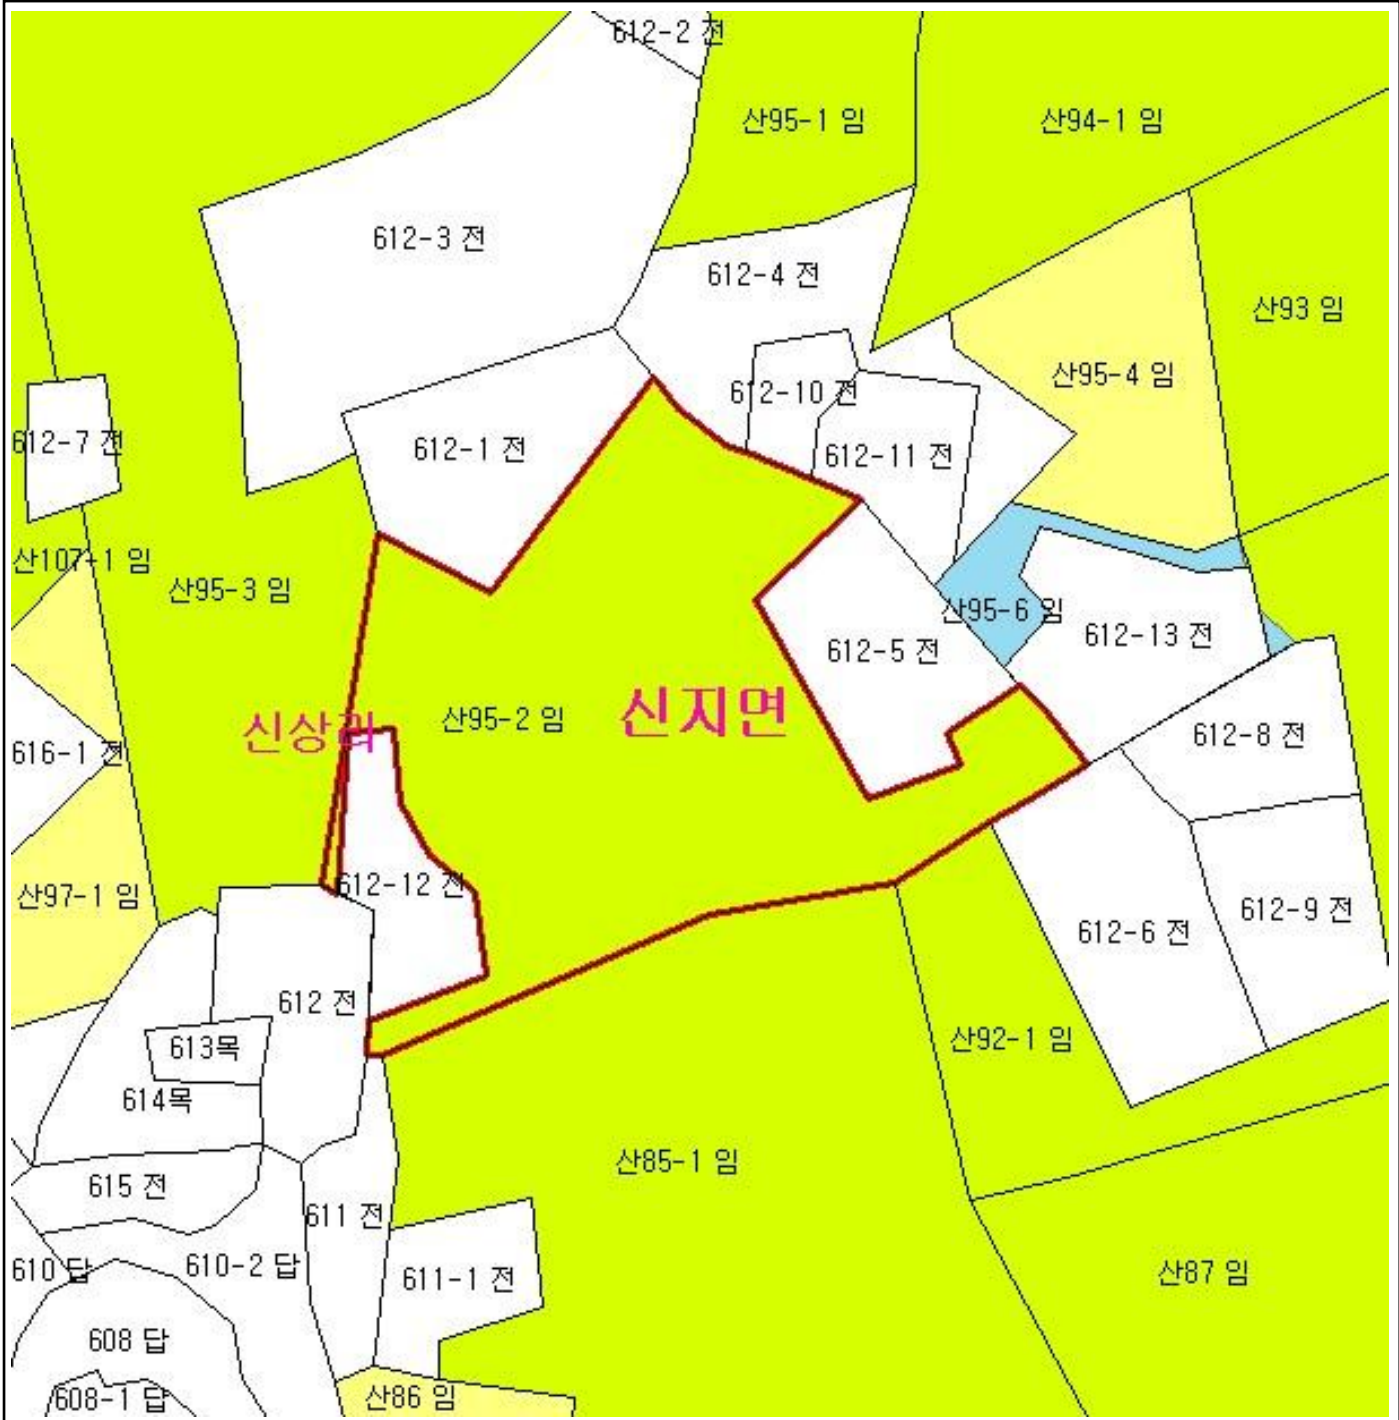 612-2 전
산95-1 임
산94-1 임
612-3 전
612-4 전
산93 임
산95-4 임
612-10 전
612-7 전
612-1 전
612-11 전
산107-1 임
산95-3 임
산95-6 임
612-13 전
612-5 전
신지면
산95-2 임
신상리
612-8 전
616-1 전
612-12 전
산97-1 임
612-9 전
612-6 전
612 전
산92-1 임
613목
614목
산85-1 임
615 전
611 전
610 답
610-2 답
611-1 전
산87 임
608 답
608-1 답
산86 임